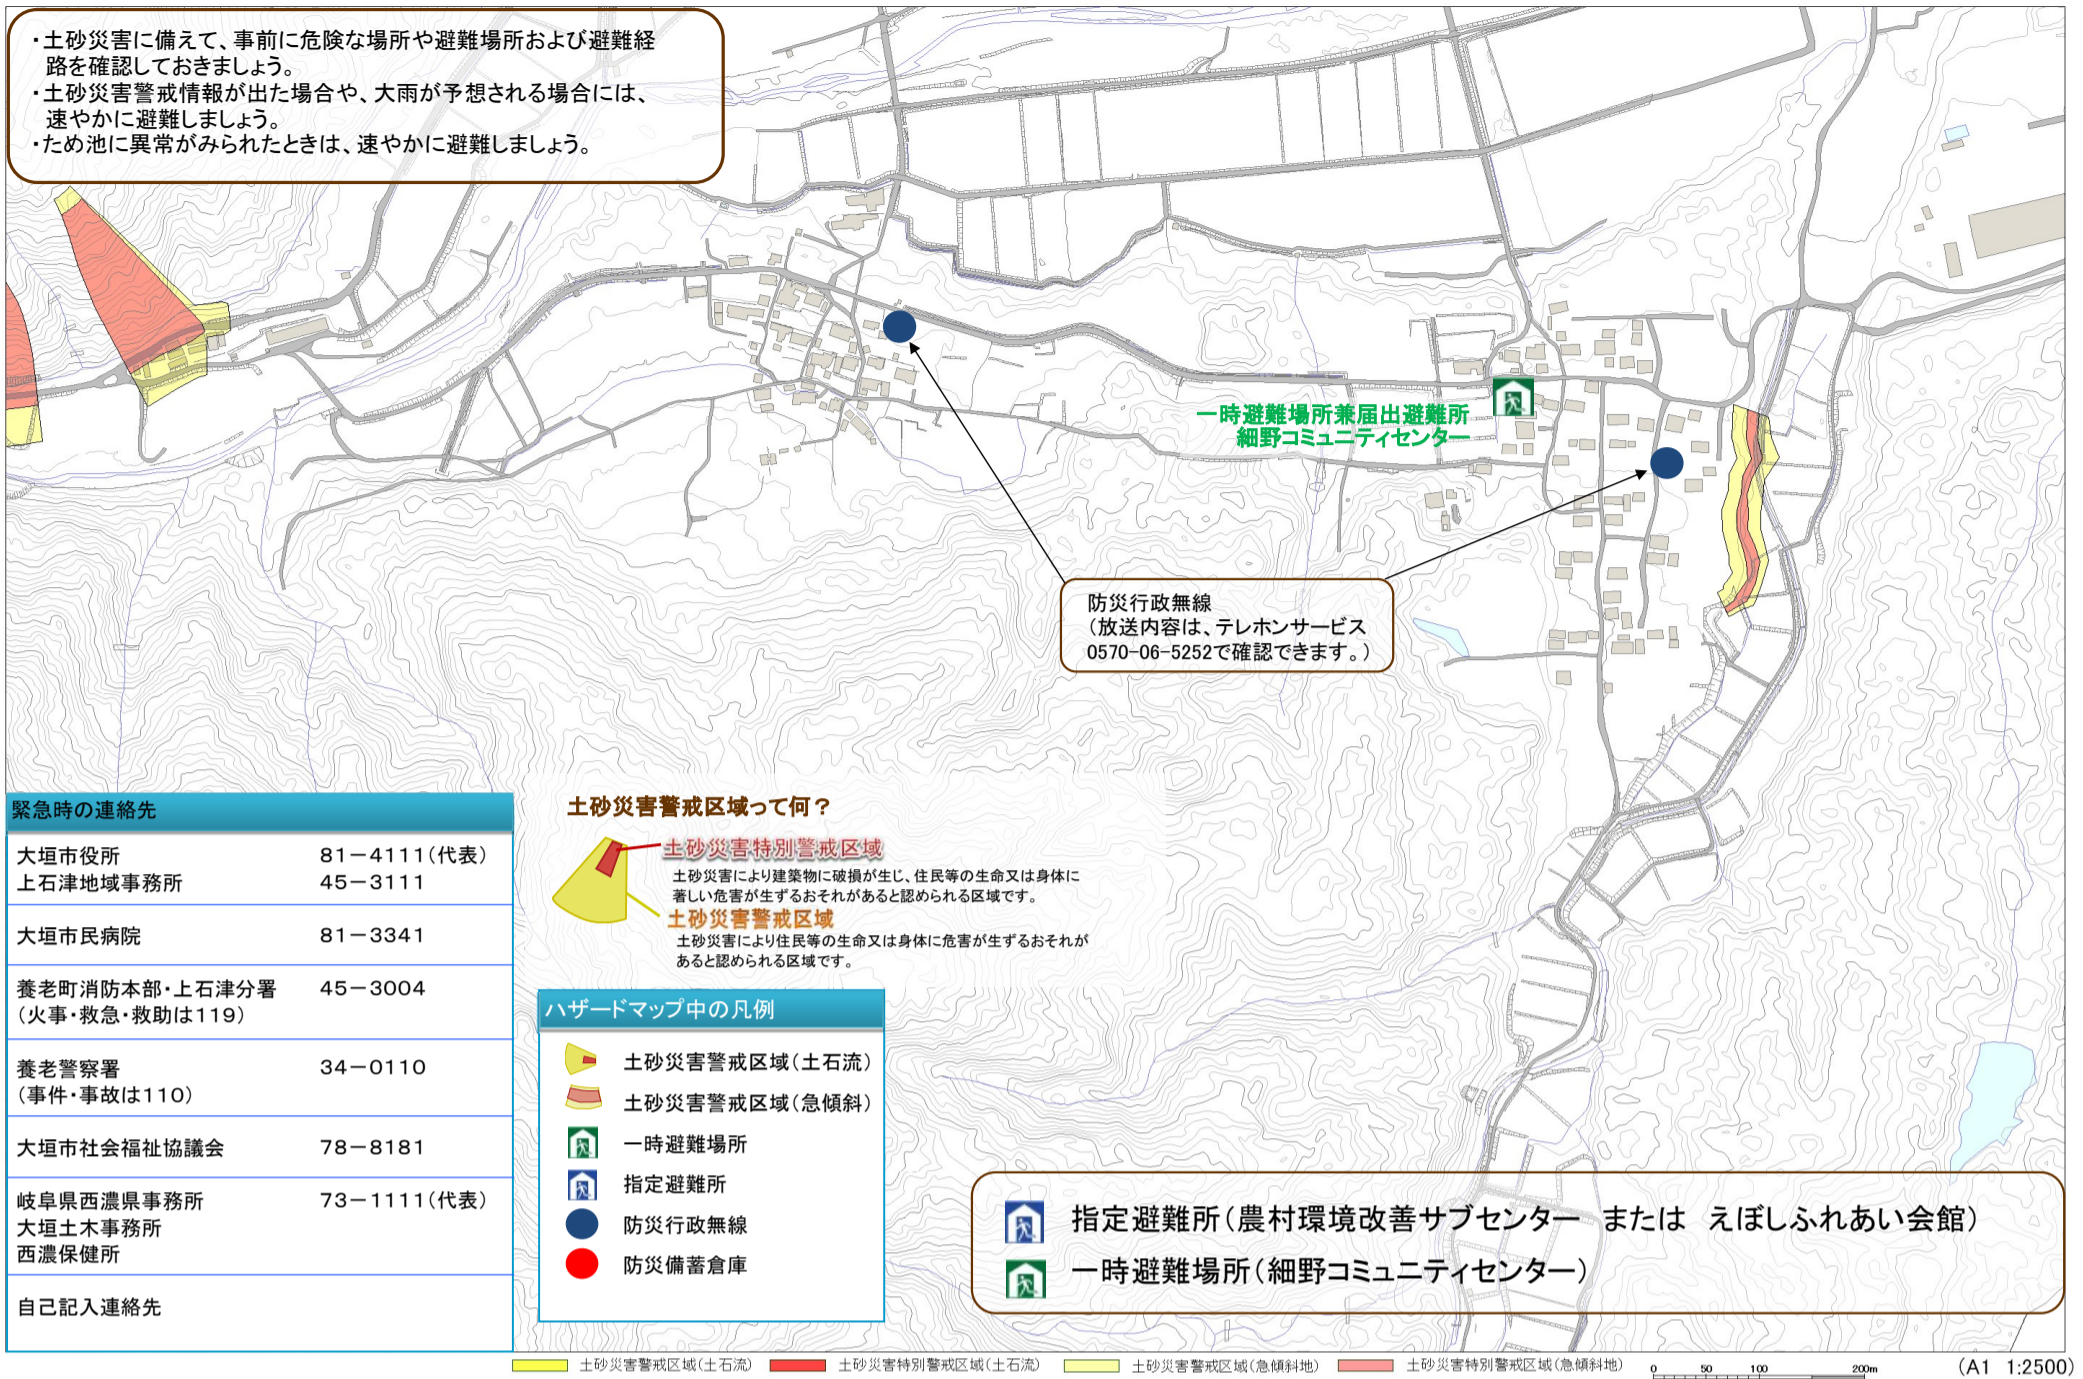 ・土砂災害に備えて、事前に危険な場所や避難場所および避難経
路を確認しておきましょう。
・土砂災害警戒情報が出た場合や、大雨が予想される場合には、
速やかに避難しましょう。
・ため池に異常がみられたときは、速やかに避難しましょう。
一時避難場所兼届出避難所
細野コミュニティセンター
防災行政無線
（放送内容は、テレホンサービス
0570-06-5252で確認できます。）
緊急時の連絡先
大垣市役所 81－4111（代表）
上石津地域事務所 45－3111
大垣市民病院 81－3341
養老町消防本部・上石津分署 45－3004
（火事・救急・救助は119）
養老警察署 34－0110
（事件・事故は110）
大垣市社会福祉協議会 78－8181
岐阜県西濃県事務所 73－1111（代表）
大垣土木事務所
西濃保健所
自己記入連絡先
土砂災害警戒区域って何？
土砂災害特別警戒区域
土砂災害により建築物に破損が生じ、住民等の生命又は身体に
著しい危害が生ずるおそれがあると認められる区域です。
土砂災害警戒区域
土砂災害により住民等の生命又は身体に危害が生ずるおそれが
あると認められる区域です。
ハザードマップ中の凡例
土砂災害警戒区域（土石流）
土砂災害警戒区域（急傾斜）
一時避難場所
指定避難所
防災行政無線
防災備蓄倉庫
指定避難所（農村環境改善サブセンター　または　えぼしふれあい会館）
一時避難場所（細野コミュニティセンター）
土砂災害警戒区域（土石流） 土砂災害特別警戒区域（土石流） 土砂災害警戒区域（急傾斜地） 土砂災害特別警戒区域（急傾斜地） 0 50 100 200m （A1 1:2500）